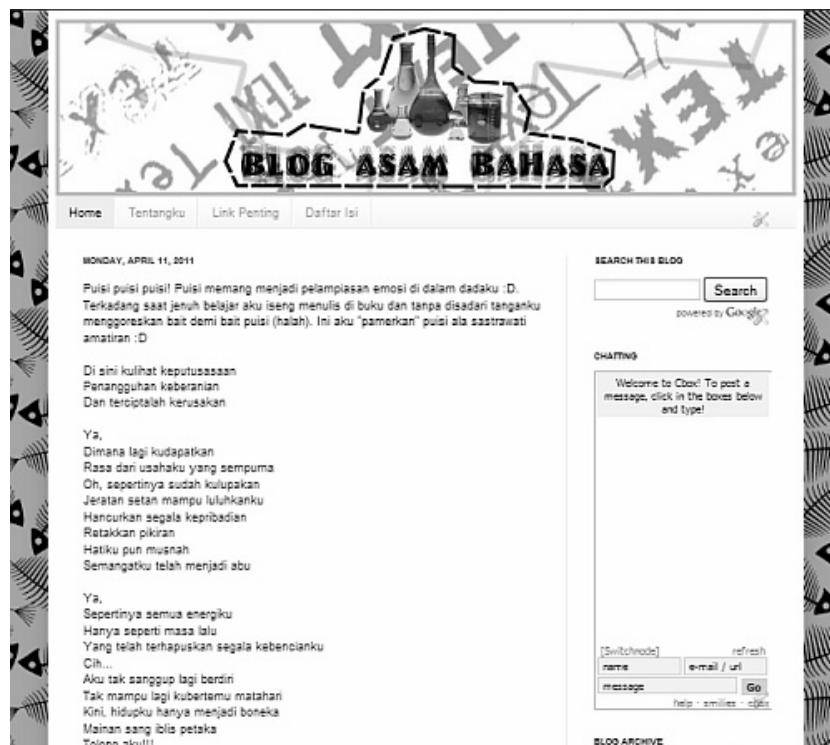 TEXT
TEXT
TEXT
BLOG ASAM BAHASA
Home
Tentangku
Link Penting
Daftar Isi
MONDAY, APRIL 11, 2011
Puisi puisi puisi! Puisi memang menjadi pelampiasan emosi di dalam dadaku :D.
Terkadang saat jenuh belajar aku iseng menulis di buku dan tanpa disadari tanganku
menggoreskan bait demi bait puisi (halah). Ini aku "pamerkan" puisi ala sastrawati
amatiran :D
Di sini kulihat keputusasaan
Penangguhan keberanian
Dan terciptalah kerusakan
Ya,
Dimana lagi kudapatkan
Rasa dari usahaku yang sempurna
Oh, sepertinya sudah kulupakan
Jeratan setan mampu luluhkanku
Hancurkan segala kepribadian
Retakkan pikiran
Hatiku pun musnah
Semangatku telah menjadi abu
Ya,
Sepertinya semua energiku
Hanya seperti masa lalu
Yang telah terhapuskan segala kebencianku
Cih...
Aku tak sanggup lagi berdiri
Tak mampu lagi kubertemu matahari
Kini, hidupku hanya menjadi boneka
Mainan sang iblis petaka
Tolong aku!!!
SEARCH THIS BLOG
Search
powered by Google
CHATTING
Welcome to Cbox! To post a
message, click in the boxes below
and type!
[Switchmode] refresh
name e-mail / url
message Go
help · smilies · cbox
BLOG ARCHIVE